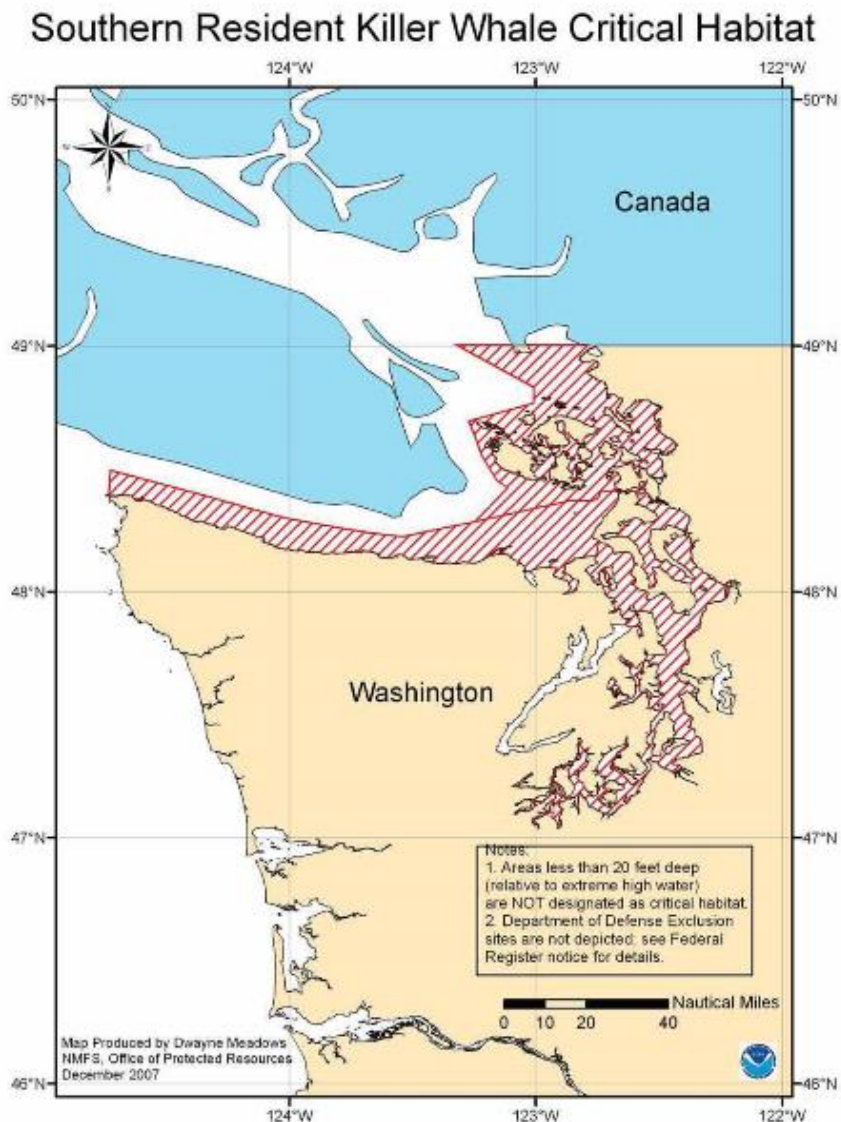 Southern Resident Killer Whale Critical Habitat
124°W 123°W 122°W
50°N 50°N
Canada
49°N 49°N
48°N 48°N
Washington
47°N 47°N
Notes:
1. Areas less than 20 feet deep
(relative to extreme high water)
are NOT designated as critical habitat.
2. Department of Defense Exclusion
sites are not depicted; see Federal
Register notice for details.
Nautical Miles
0 10 20 40
Map Produced by Dwayne Meadows
NMFS, Office of Protected Resources
December 2007
46°N 46°N
124°W 123°W 122°W